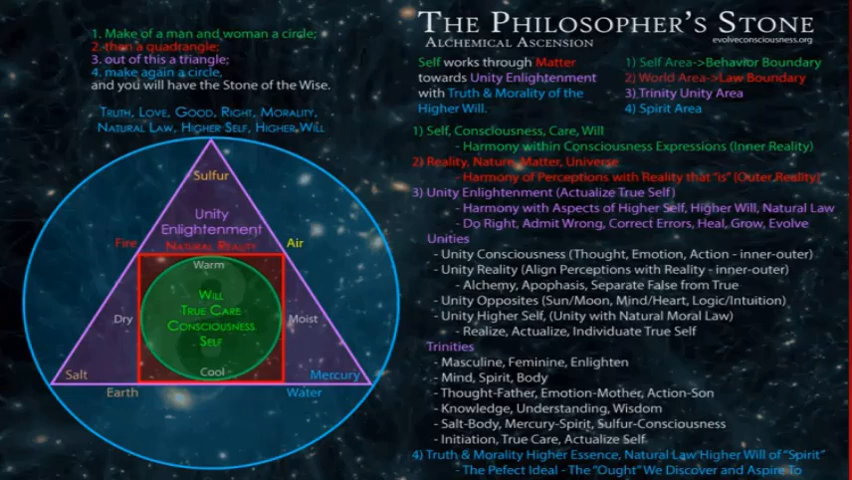 1. Make of a man and woman a circle;
2. then a quadrangle;
3. out of this a triangle;
4. make again a circle,
and you will have the Stone of the Wise.
Truth, Love, Good, Right, Morality,
Natural Law, Higher Self, Higher Will
Sulfur
Unity
Enlightenment
Fire
Natural Reality
Air
Warm
Will
True Care
Consciousness
Self
Dry
Moist
Cool
Salt
Mercury
Earth
Water
The Philosopher's Stone
Alchemical Ascension
evolveconsciousness.org
Self works through Matter
towards Unity Enlightenment
with Truth & Morality of the
Higher Will.
1) Self Area->Behavior Boundary
2) World Area->Law Boundary
3) Trinity Unity Area
4) Spirit Area
1) Self, Consciousness, Care, Will
- Harmony within Consciousness Expressions (Inner Reality)
2) Reality, Nature, Matter, Universe
- Harmony of Perceptions with Reality that "is" (Outer Reality)
3) Unity Enlightenment (Actualize True Self)
- Harmony with Aspects of Higher Self, Higher Will, Natural Law
- Do Right, Admit Wrong, Correct Errors, Heal, Grow, Evolve
Unities
- Unity Consciousness (Thought, Emotion, Action - inner-outer)
- Unity Reality (Align Perceptions with Reality - inner-outer)
- Alchemy, Apophasis, Separate False from True
- Unity Opposites (Sun/Moon, Mind/Heart, Logic/Intuition)
- Unity Higher Self, (Unity with Natural Moral Law)
- Realize, Actualize, Individuate True Self
Trinities
- Masculine, Feminine, Enlighten
- Mind, Spirit, Body
- Thought-Father, Emotion-Mother, Action-Son
- Knowledge, Understanding, Wisdom
- Salt-Body, Mercury-Spirit, Sulfur-Consciousness
- Initiation, True Care, Actualize Self
4) Truth & Morality Higher Essence, Natural Law Higher Will of "Spirit"
- The Pefect Ideal - The "Ought" We Discover and Aspire To